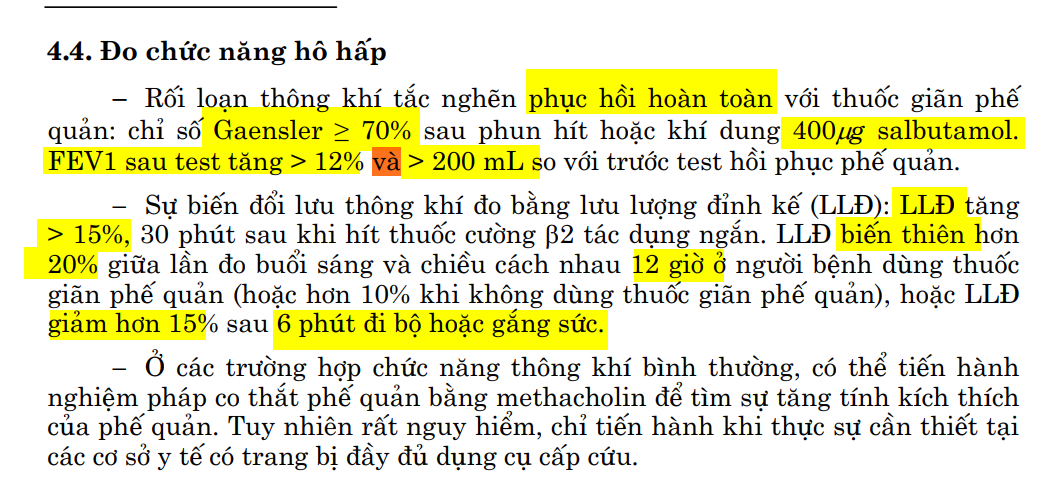 4.4. Đo chức năng hô hấp
– Rối loạn thông khí tắc nghẽn phục hồi hoàn toàn với thuốc giãn phế
quản: chỉ số Gaensler ≥ 70% sau phun hít hoặc khí dung 400µg salbutamol.
FEV1 sau test tăng > 12% và > 200 mL so với trước test hồi phục phế quản.
– Sự biến đổi lưu thông khí đo bằng lưu lượng đỉnh kế (LLĐ): LLĐ tăng
> 15%, 30 phút sau khi hít thuốc cường β2 tác dụng ngắn. LLĐ biến thiên hơn
20% giữa lần đo buổi sáng và chiều cách nhau 12 giờ ở người bệnh dùng thuốc
giãn phế quản (hoặc hơn 10% khi không dùng thuốc giãn phế quản), hoặc LLĐ
giảm hơn 15% sau 6 phút đi bộ hoặc gắng sức.
– Ở các trường hợp chức năng thông khí bình thường, có thể tiến hành
nghiệm pháp co thắt phế quản bằng methacholin để tìm sự tăng tính kích thích
của phế quản. Tuy nhiên rất nguy hiểm, chỉ tiến hành khi thực sự cần thiết tại
các cơ sở y tế có trang bị đầy đủ dụng cụ cấp cứu.